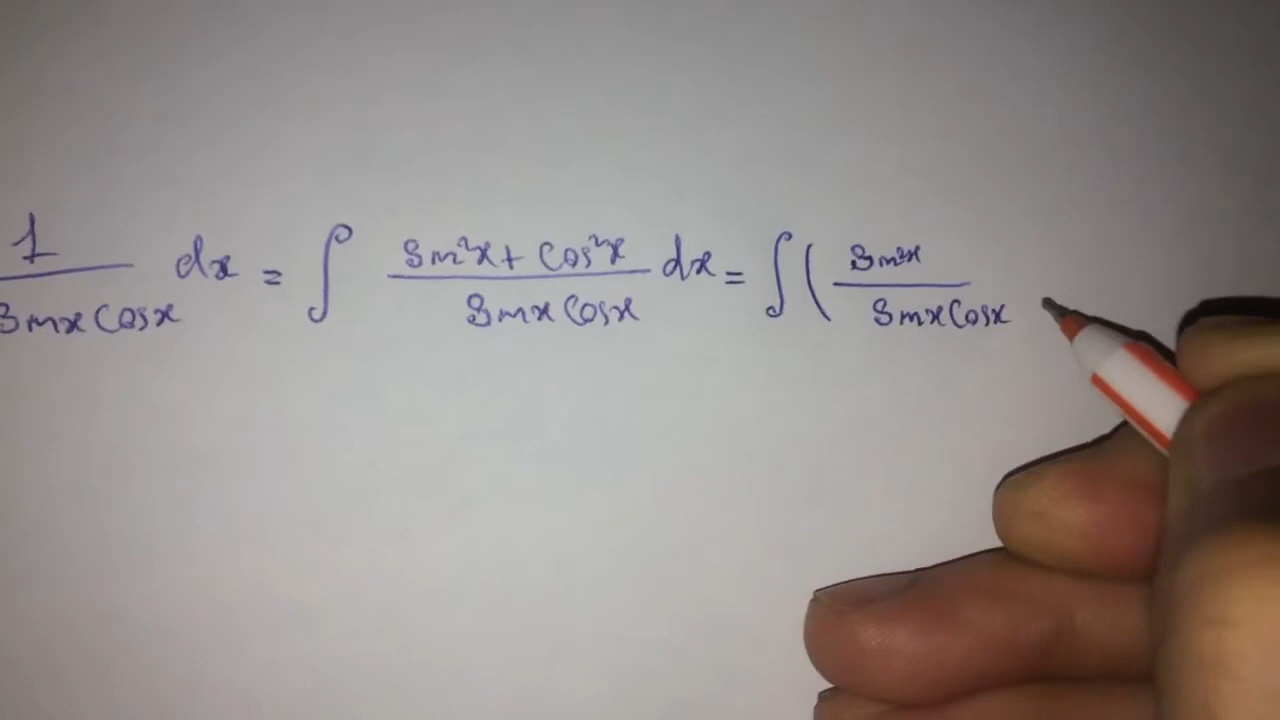 1/sinx cosx dx = ∫ sin²x + cos²x / sinx cosx dx = ∫( sin²x / sinx cosx